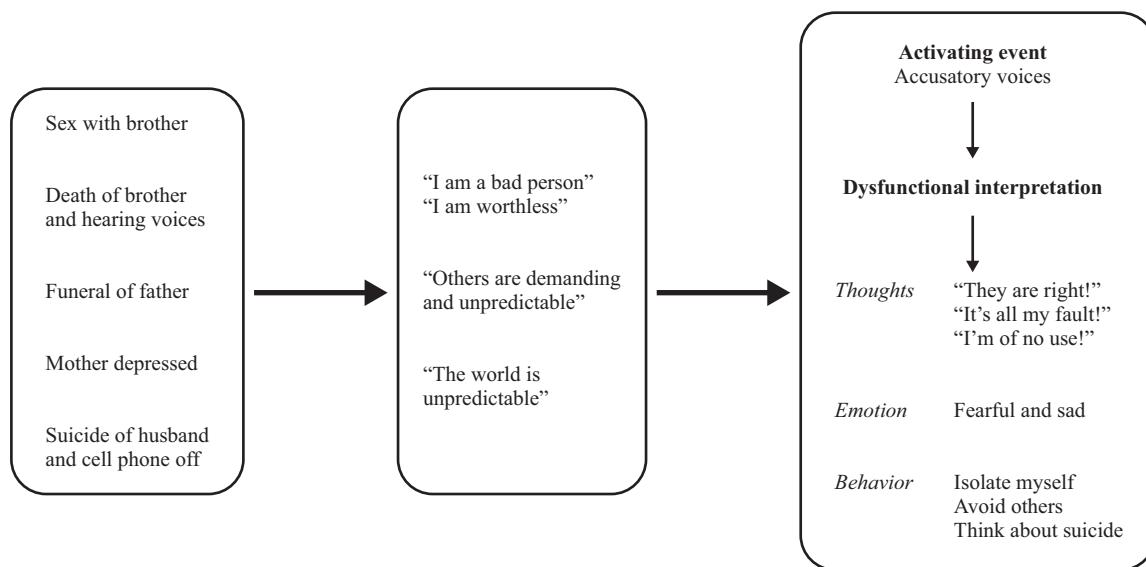 Sex with brother
Death of brother
and hearing voices
Funeral of father
Mother depressed
Suicide of husband
and cell phone off
“I am a bad person”
“I am worthless”
“Others are demanding
and unpredictable”
“The world is
unpredictable”
Activating event
Accusatory voices
Dysfunctional interpretation
Thoughts “They are right!”
“It’s all my fault!”
“I’m of no use!”
Emotion Fearful and sad
Behavior Isolate myself
Avoid others
Think about suicide